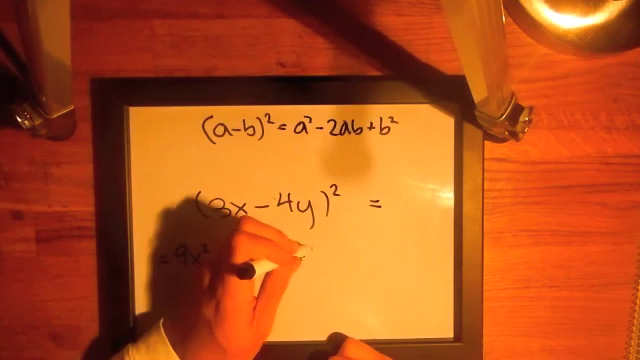 (a-b)² = a² - 2ab + b²
(3x - 4y)² =
= 9x²